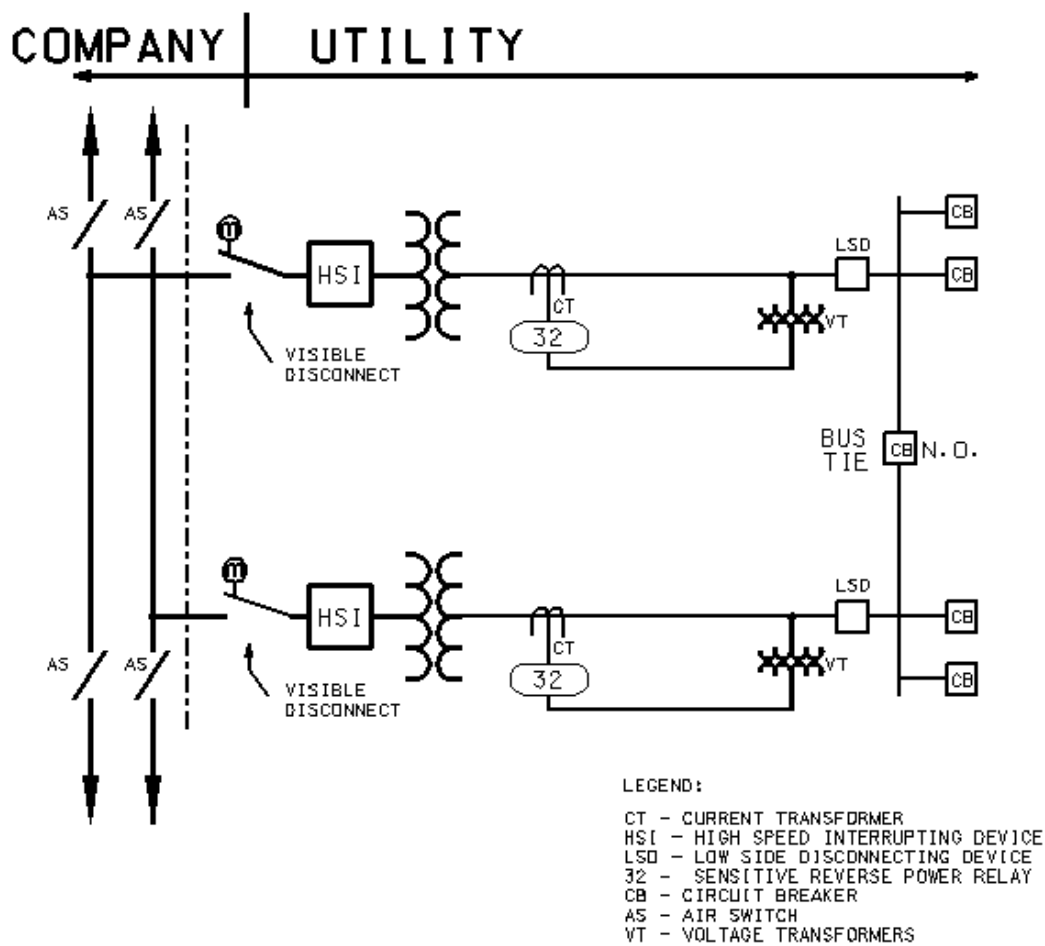 COMPANY UTILITY
AS AS
m
HSI
LSD
CB
CB
CT
32
VT
VISIBLE
DISCONNECT
BUS
TIE
CB N.O.
m
HSI
LSD
CB
CT
32
VT
AS AS
CB
VISIBLE
DISCONNECT
LEGEND:
CT - CURRENT TRANSFORMER
HSI - HIGH SPEED INTERRUPTING DEVICE
LSD - LOW SIDE DISCONNECTING DEVICE
32 - SENSITIVE REVERSE POWER RELAY
CB - CIRCUIT BREAKER
AS - AIR SWITCH
VT - VOLTAGE TRANSFORMERS